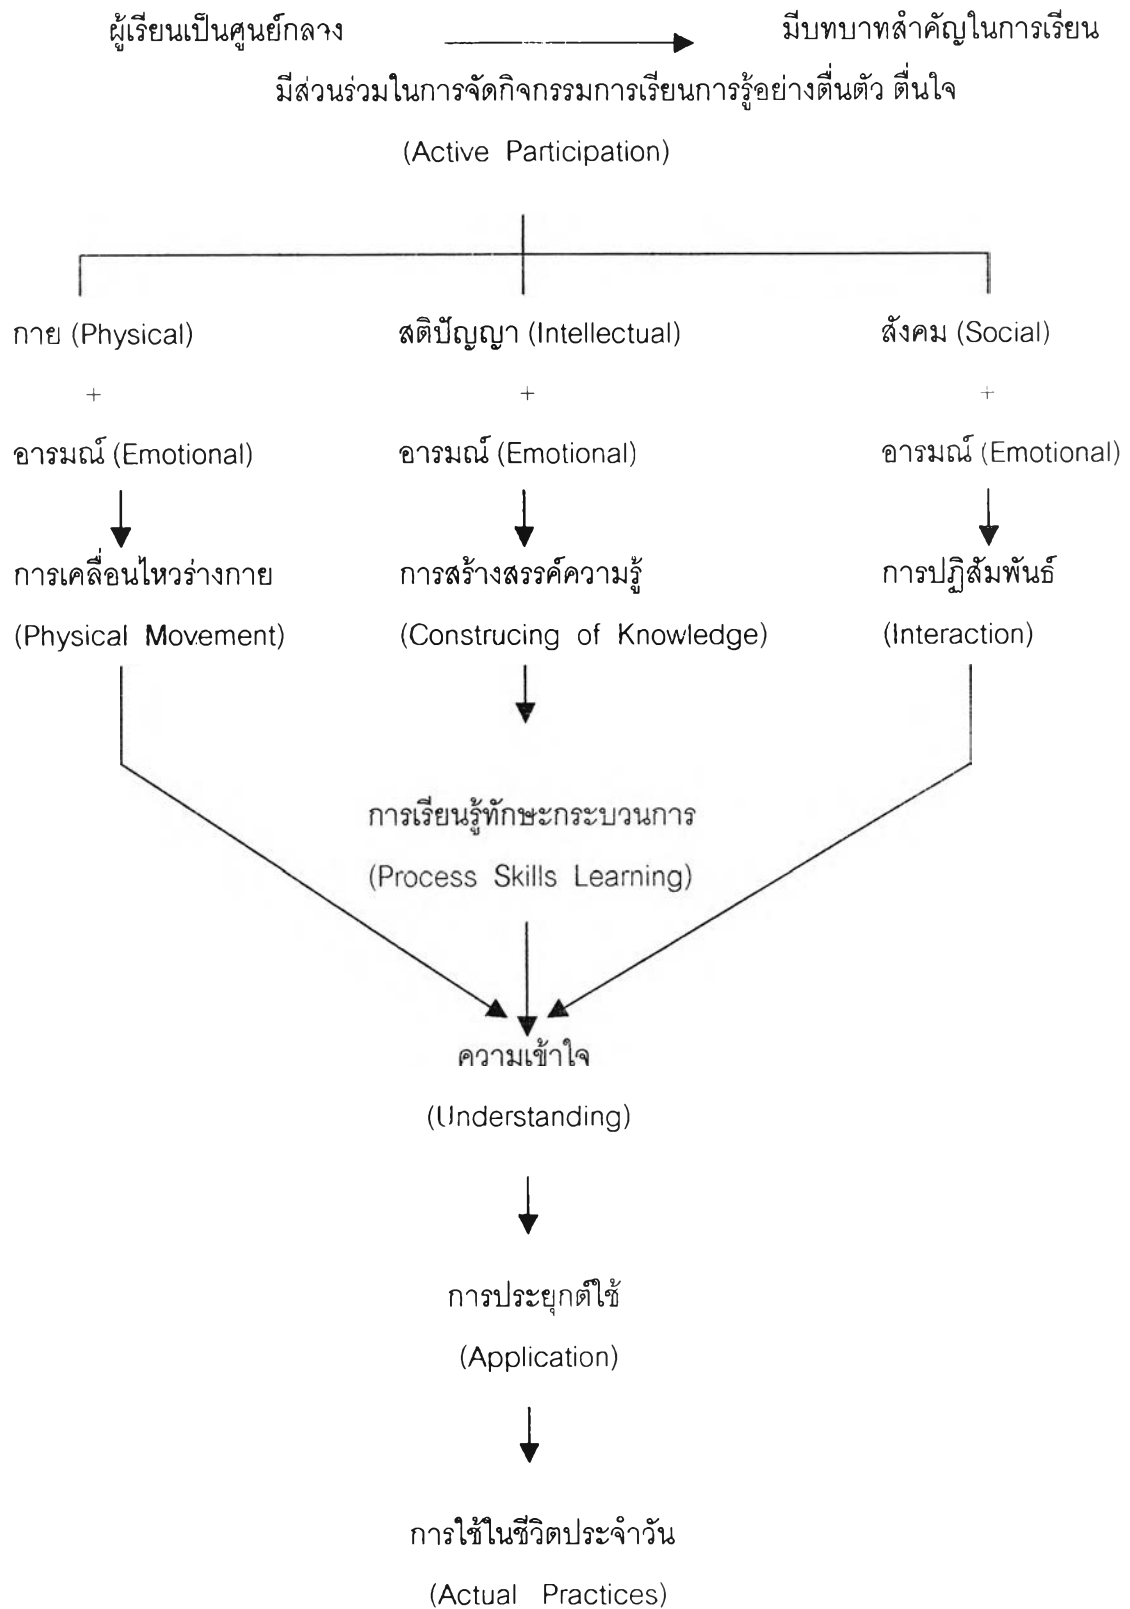 ผู้เรียนเป็นศูนย์กลาง มีบทบาทสำคัญในการเรียน
มีส่วนร่วมในการจัดกิจกรรมการเรียนการรู้อย่างตื่นตัว ตื่นใจ
(Active Participation)
กาย (Physical) สติปัญญา (Intellectual) สังคม (Social)
+ + +
อารมณ์ (Emotional) อารมณ์ (Emotional) อารมณ์ (Emotional)
การเคลื่อนไหวร่างกาย การสร้างสรรค์ความรู้ การปฏิสัมพันธ์
(Physical Movement) (Construcing of Knowledge) (Interaction)
การเรียนรู้ทักษะกระบวนการ
(Process Skills Learning)
ความเข้าใจ
(Understanding)
การประยุกต์ใช้
(Application)
การใช้ในชีวิตประจำวัน
(Actual Practices)